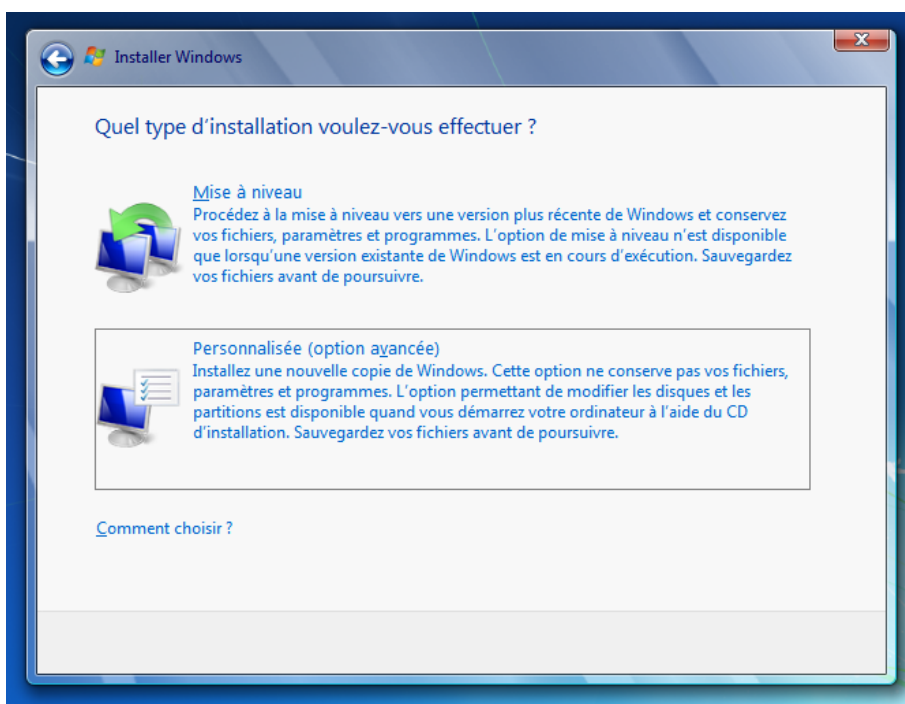 Installer Windows
Quel type d'installation voulez-vous effectuer ?
Mise à niveau
Procédez à la mise à niveau vers une version plus récente de Windows et conservez
vos fichiers, paramètres et programmes. L'option de mise à niveau n'est disponible
que lorsqu'une version existante de Windows est en cours d'exécution. Sauvegardez
vos fichiers avant de poursuivre.
Personnalisée (option avancée)
Installez une nouvelle copie de Windows. Cette option ne conserve pas vos fichiers,
paramètres et programmes. L'option permettant de modifier les disques et les
partitions est disponible quand vous démarrez votre ordinateur à l'aide du CD
d'installation. Sauvegardez vos fichiers avant de poursuivre.
Comment choisir ?